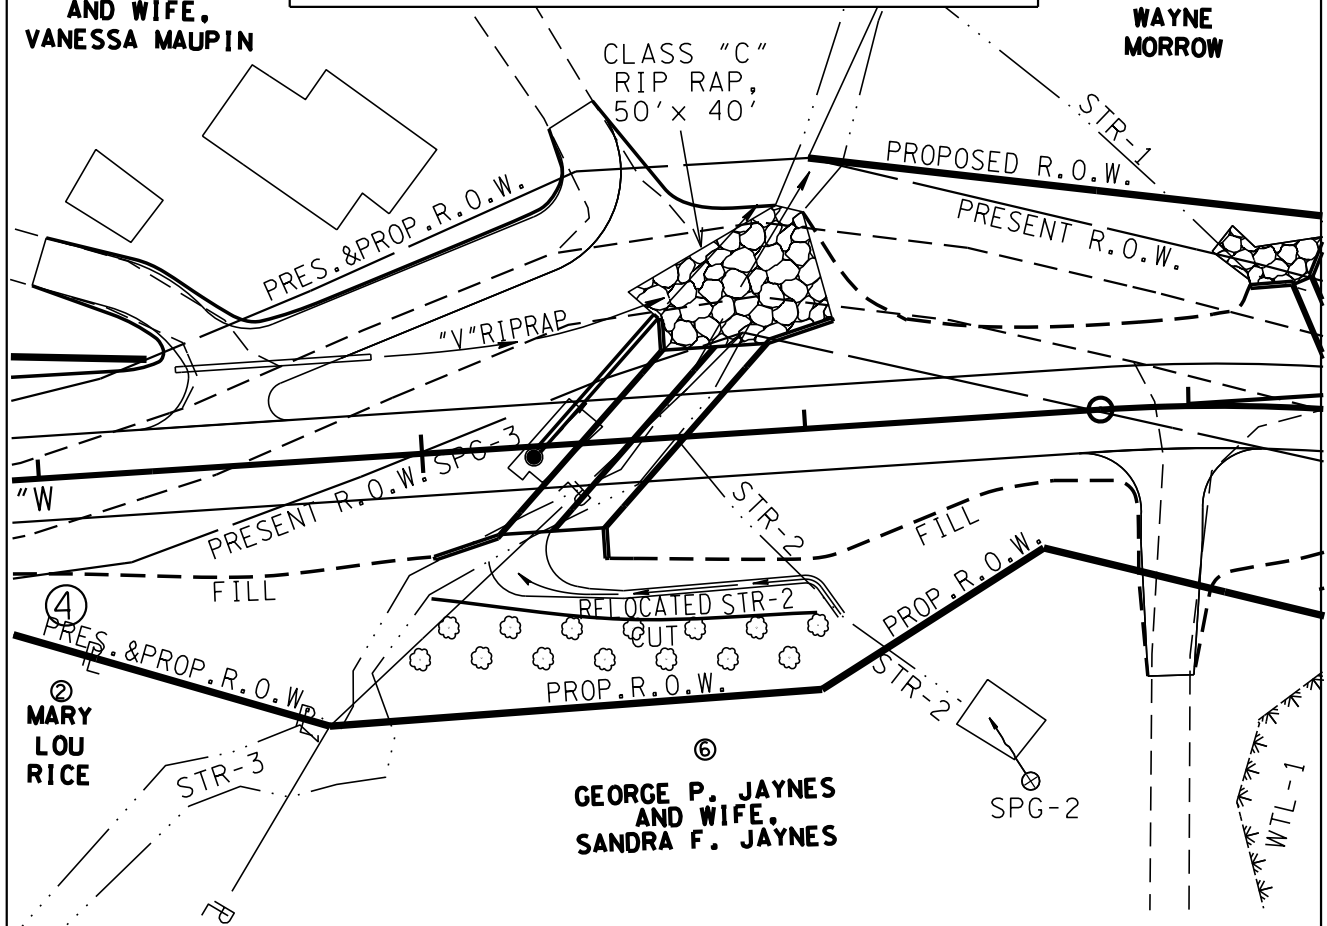 AND WIFE,
VANESSA MAUPIN
WAYNE
MORROW
CLASS "C"
RIP RAP,
50' x 40'
STR-1
PROPOSED R.O.W.
PRESENT R.O.W.
PRES.&PROP.R.O.W.
"V"RIPRAP
SPG-3
PRESENT R.O.W.
"W
STR-2
FILL
FILL
PROP.R.O.W.
4
RELOCATED STR-2
CUT
PRES.&PROP.R.O.W.
PROP.R.O.W.
STR-2
2
MARY
LOU
RICE
STR-3
6
GEORGE P. JAYNES
AND WIFE,
SANDRA F. JAYNES
SPG-2
WTL-1